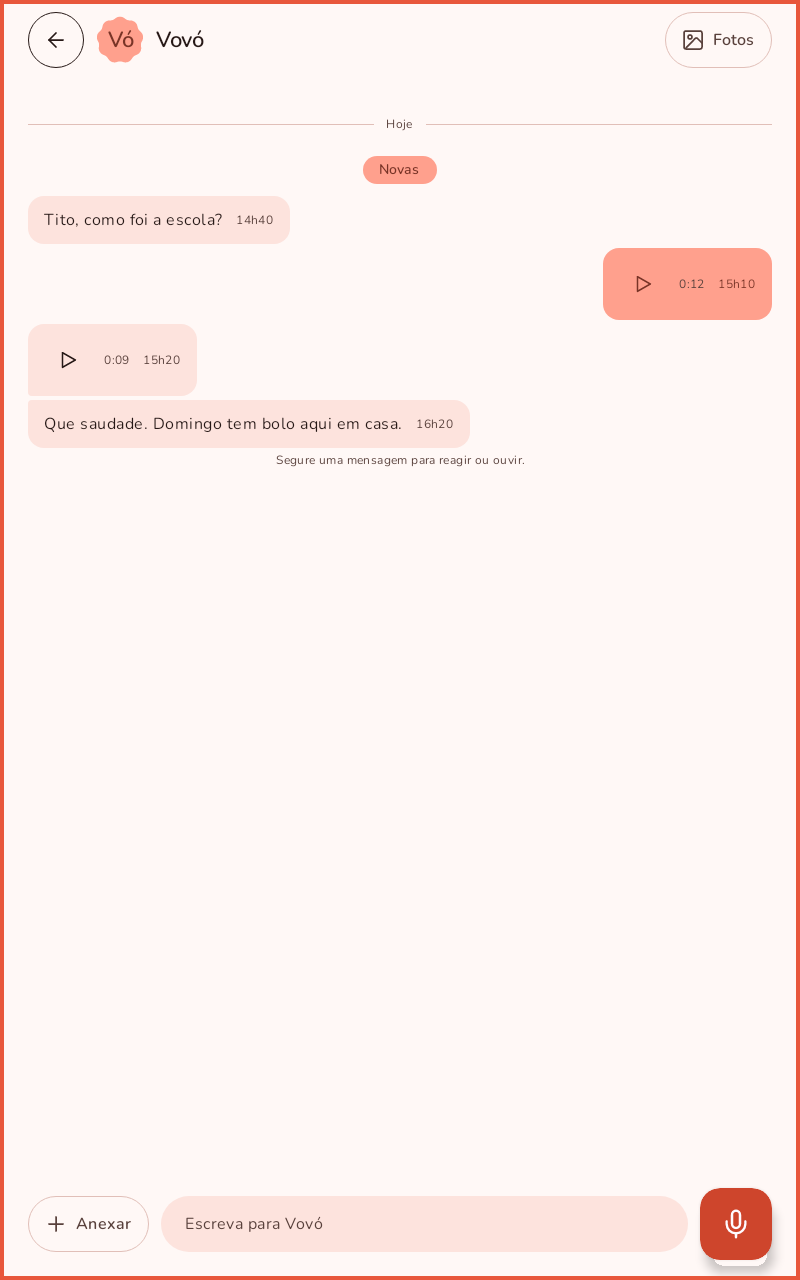 Vó Vovó Fotos
Hoje
Novas
Tito, como foi a escola? 14h40
0:12 15h10
0:09 15h20
Que saudade. Domingo tem bolo aqui em casa. 16h20
Segure uma mensagem para reagir ou ouvir.
Anexar Escreva para Vovó